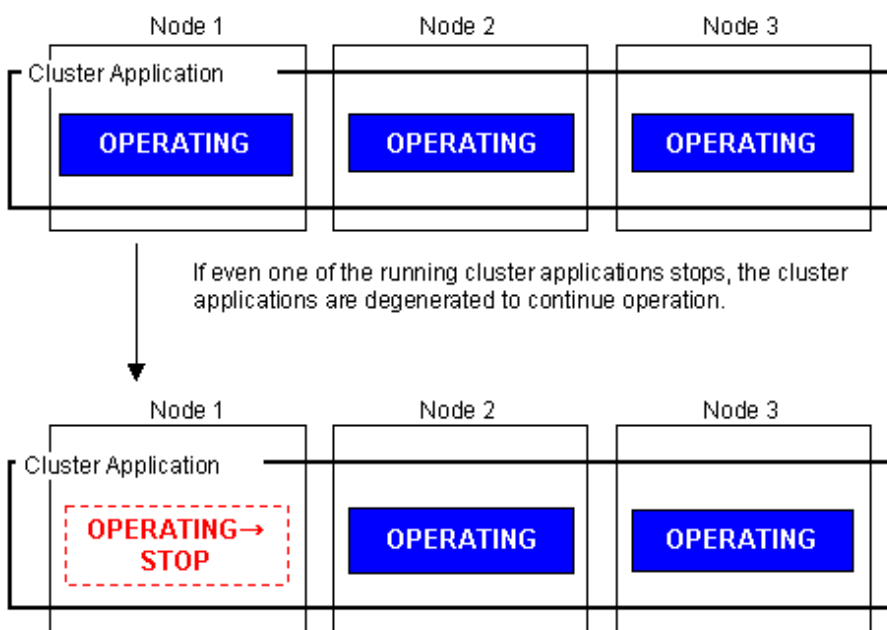 Node 1 Node 2 Node 3
Cluster Application
OPERATING OPERATING OPERATING
If even one of the running cluster applications stops, the cluster
applications are degenerated to continue operation.
Node 1 Node 2 Node 3
Cluster Application
OPERATING→
STOP
OPERATING OPERATING